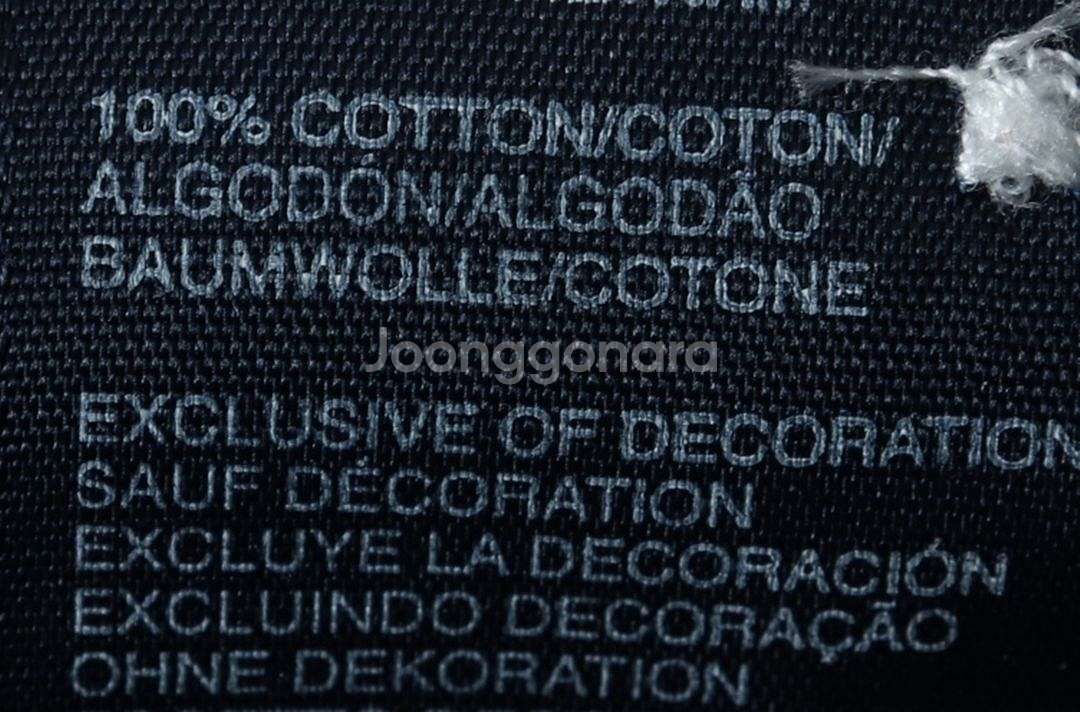 100% COTTON/COTON/
ALGODÓN/ALGODÃO
BAUMWOLLE/COTONE
Joonggonara
EXCLUSIVE OF DECORATION
SAUF DÉCORATION
EXCLUYE LA DECORACIÓN
EXCLUINDO DECORAÇÃO
OHNE DEKORATION